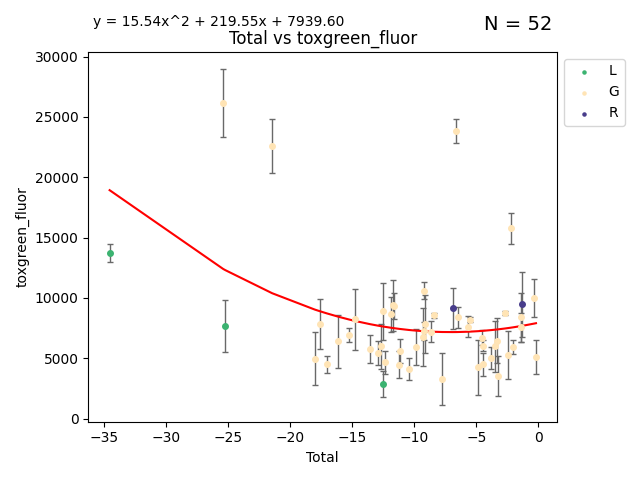 y = 15.54x^2 + 219.55x + 7939.60
N = 52
Total vs toxgreen_fluor
30000
25000
20000
15000
10000
5000
0
toxgreen_fluor
−35
−30
−25
−20
−15
−10
−5
0
Total
L
G
R